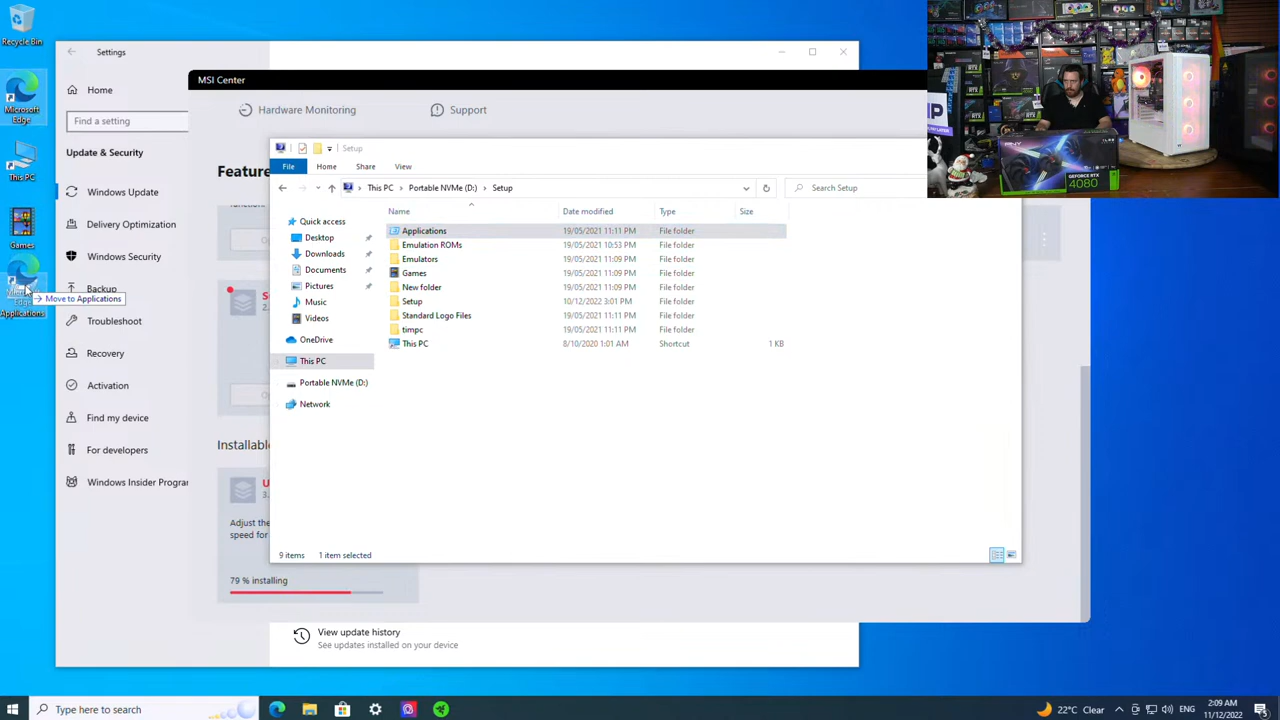 Recycle Bin
Microsoft
Edge
This PC
Games
Edge
Applications
Move to Applications
Settings
Home
Find a setting
Update & Security
Windows Update
Delivery Optimization
Windows Security
Backup
Troubleshoot
Recovery
Activation
Find my device
For developers
Windows Insider Progra
MSI Center
Hardware Monitoring
Support
Feature
Installable
Adjust the
speed for
79 % installing
View update history
See updates installed on your device
Setup
File Home Share View
This PC Portable NVMe (D:) Setup
Search Setup
Quick access
Desktop
Downloads
Documents
Pictures
Music
Videos
OneDrive
This PC
Portable NVMe (D:)
Network
Name Date modified Type Size
Applications 19/05/2021 11:11 PM File folder
Emulation ROMs 19/05/2021 10:53 PM File folder
Emulators 19/05/2021 11:09 PM File folder
Games 19/05/2021 11:09 PM File folder
New folder 19/05/2021 11:09 PM File folder
Setup 10/12/2022 3:01 PM File folder
Standard Logo Files 19/05/2021 11:11 PM File folder
timpc 19/05/2021 11:11 PM File folder
This PC 8/10/2020 1:01 AM Shortcut 1 KB
9 items 1 item selected
PNY
GEFORCE RTX
4080
Type here to search
22°C Clear
ENG
2:09 AM
11/12/2022
5